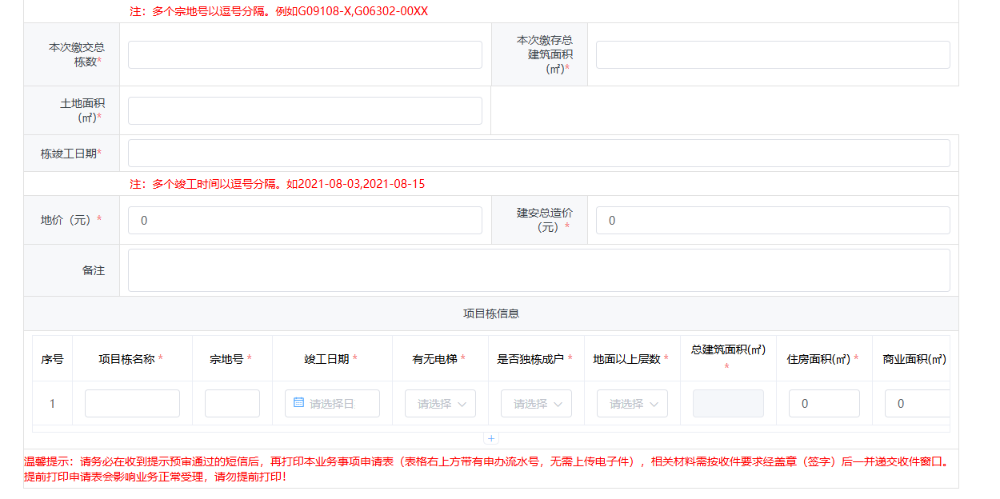 注：多个宗地号以逗号分隔。例如G09108-X,G06302-00XX
本次缴交总
栋数*
本次缴存总
建筑面积
(㎡)*
土地面积
(㎡)*
栋竣工日期*
注：多个竣工时间以逗号分隔。如2021-08-03,2021-08-15
地价（元）*
0
建安总造价
（元）*
0
备注
项目栋信息
序号 项目栋名称 * 宗地号 * 竣工日期 * 有无电梯 * 是否独栋成户 * 地面以上层数 * 总建筑面积(㎡) * 住房面积(㎡) * 商业面积(㎡)
1 请选择日 请选择 请选择 请选择 0 0
+
温馨提示：请务必在收到提示预审通过的短信后，再打印本业务事项申请表（表格右上方带有申办流水号，无需上传电子件），相关材料需按收件要求经盖章（签字）后一并递交收件窗口。
提前打印申请表会影响业务正常受理，请勿提前打印！